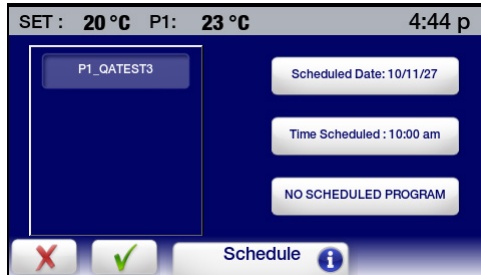 SET : 20 °C P1: 23 °C 4:44 p
P1_QATEST3
Scheduled Date: 10/11/27
Time Scheduled : 10:00 am
NO SCHEDULED PROGRAM
Schedule i